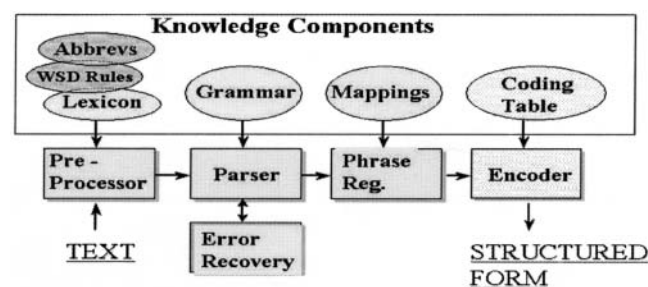 Knowledge Components
Abbrevs
WSD Rules
Lexicon
Grammar
Mappings
Coding
Table
Pre -
Processor
Parser
Phrase
Reg.
Encoder
TEXT
Error
Recovery
STRUCTURED
FORM